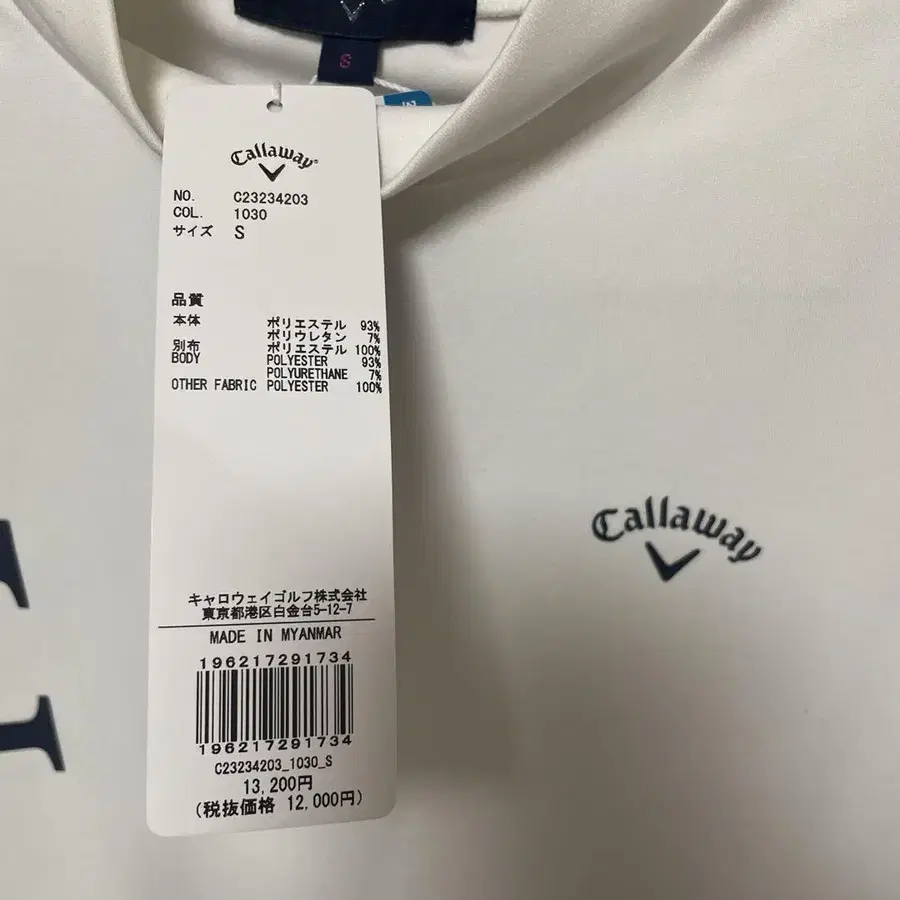 S
Callaway
NO. C23234203
COL. 1030
サイズ S
品質
本体 ポリエステル 93%
ポリウレタン 7%
別布 ポリエステル 100%
BODY POLYESTER 93%
POLYURETHANE 7%
OTHER FABRIC POLYESTER 100%
Callaway
キャロウェイゴルフ株式会社
東京都港区白金台5-12-7
MADE IN MYANMAR
196217291734
196217291734
C23234203_1030_S
13,200円
(税抜価格 12,000円)